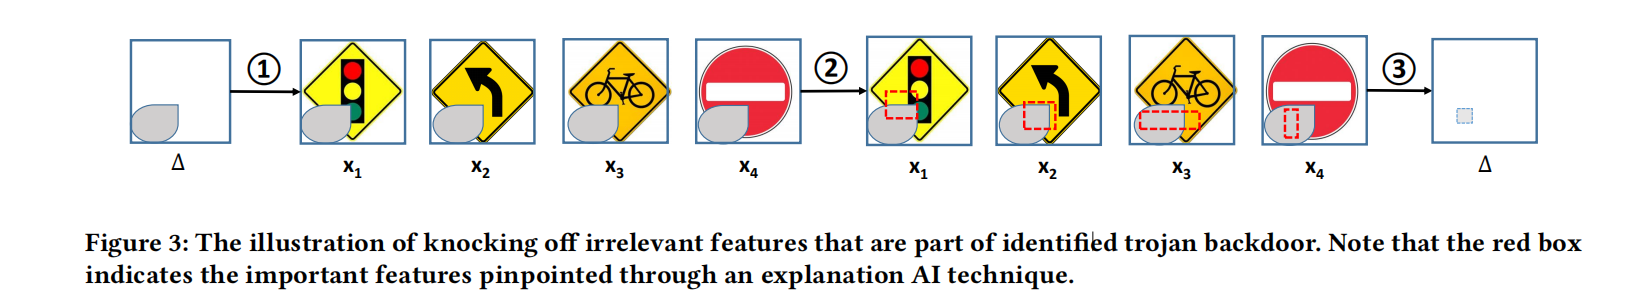 ① ② ③
Δ x1 x2 x3 x4 x1 x2 x3 x4 Δ
Figure 3: The illustration of knocking off irrelevant features that are part of identified trojan backdoor. Note that the red box
indicates the important features pinpointed through an explanation AI technique.